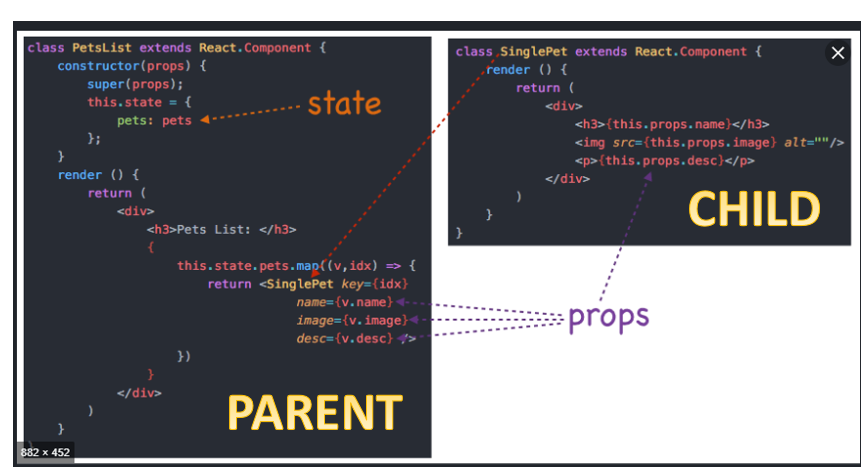 class PetsList extends React.Component {
constructor(props) {
super(props);
this.state = {
pets: pets
};
}
render () {
return (
<div>
<h3>Pets List: </h3>
{
this.state.pets.map((v,idx) => {
return <SinglePet key={idx}
name={v.name}
image={v.image}
desc={v.desc} />
})
}
</div>
)
}
}
state
PARENT
882 × 452
class SinglePet extends React.Component {
render () {
return (
<div>
<h3>{this.props.name}</h3>
<img src={this.props.image} alt=""/>
<p>{this.props.desc}</p>
</div>
)
}
}
CHILD
props